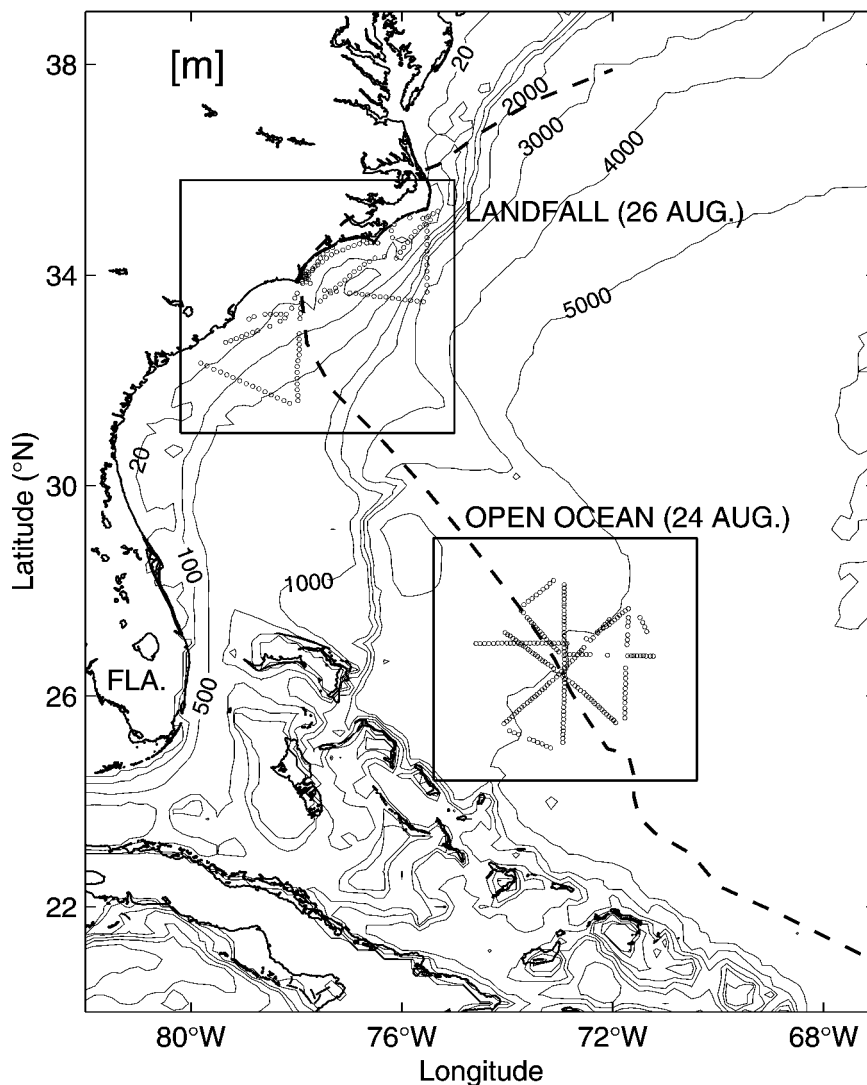 38
[m]
20
2000
3000
4000
LANDFALL (26 AUG.)
34
5000
Latitude (°N)
20
30
OPEN OCEAN (24 AUG.)
100
1000
FLA.
26
500
22
80°W
76°W
72°W
68°W
Longitude